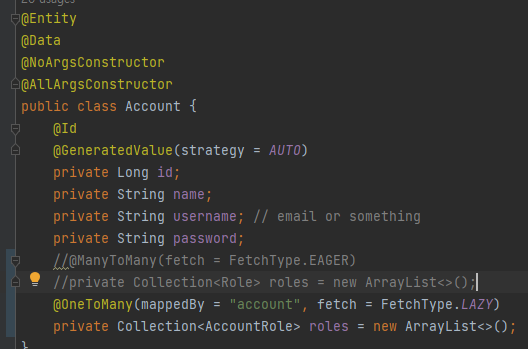 @Entity
@Data
@NoArgsConstructor
@AllArgsConstructor
public class Account {
@Id
@GeneratedValue(strategy = AUTO)
private Long id;
private String name;
private String username; // email or something
private String password;
//@ManyToMany(fetch = FetchType.EAGER)
//private Collection<Role> roles = new ArrayList<>();
@OneToMany(mappedBy = "account", fetch = FetchType.LAZY)
private Collection<AccountRole> roles = new ArrayList<>();
}